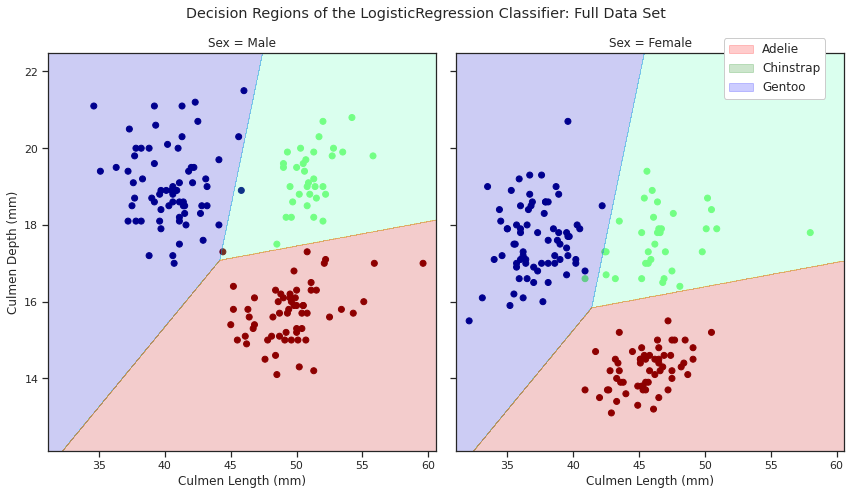 Decision Regions of the LogisticRegression Classifier: Full Data Set
Sex = Male
Sex = Female
Adelie
Chinstrap
Gentoo
Culmen Depth (mm)
22
20
18
16
14
35
40
45
50
55
60
35
40
45
50
55
60
Culmen Length (mm)
Culmen Length (mm)